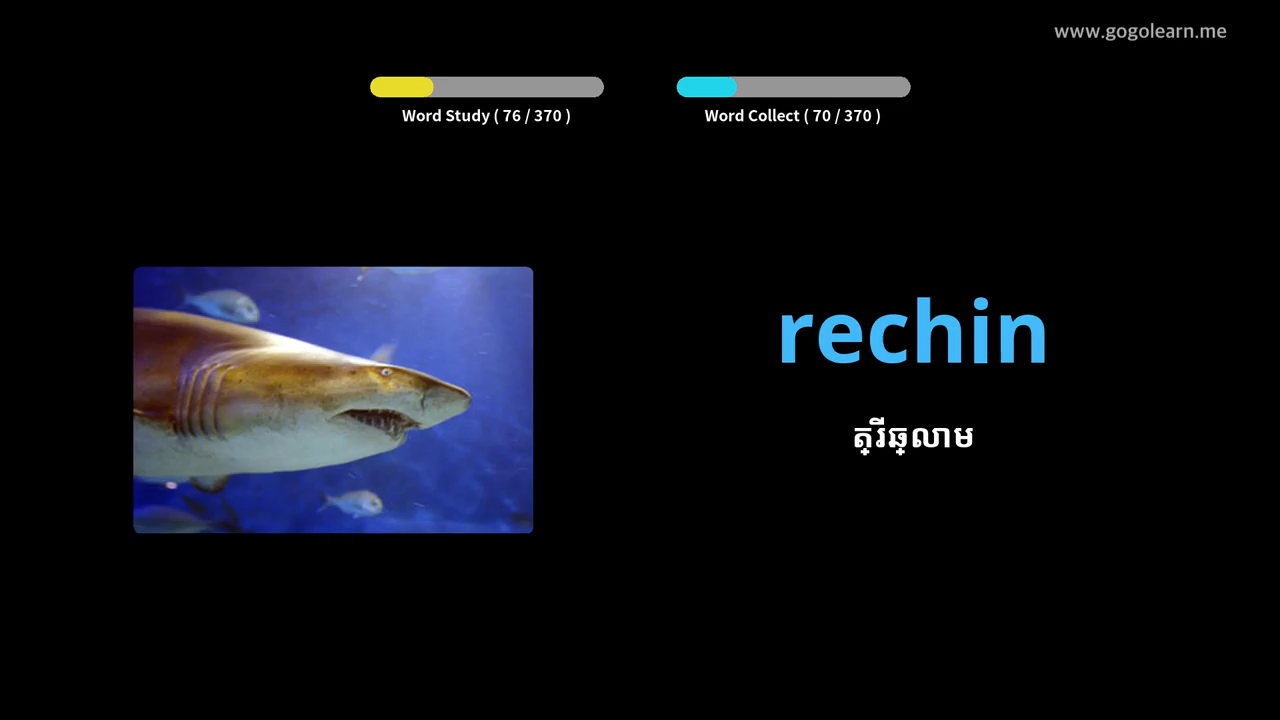 www.gogolearn.me
Word Study ( 76 / 370 )
Word Collect ( 70 / 370 )
rechin
ត្រីឆ្លាម